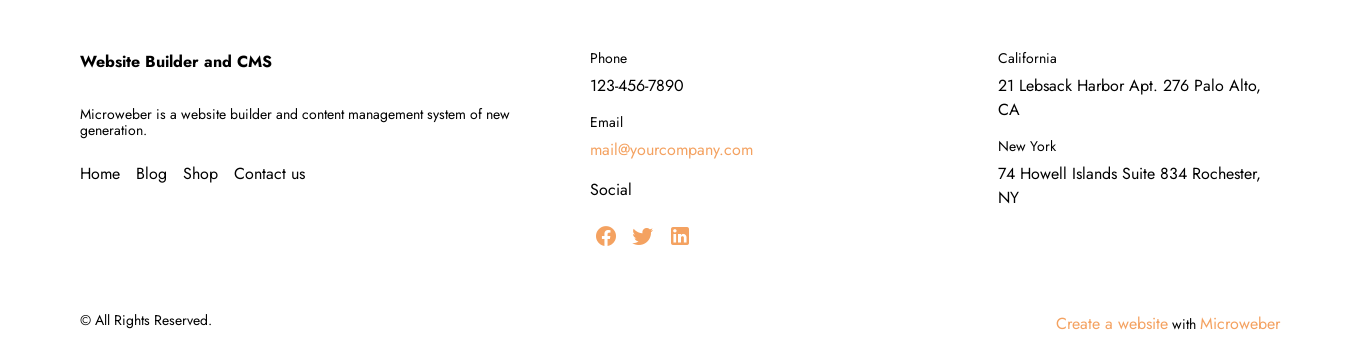 Website Builder and CMS
Microweber is a website builder and content management system of new
generation.
Home Blog Shop Contact us
Phone
123-456-7890
Email
mail@yourcompany.com
Social
California
21 Lebsack Harbor Apt. 276 Palo Alto,
CA
New York
74 Howell Islands Suite 834 Rochester,
NY
© All Rights Reserved.
Create a website with Microweber